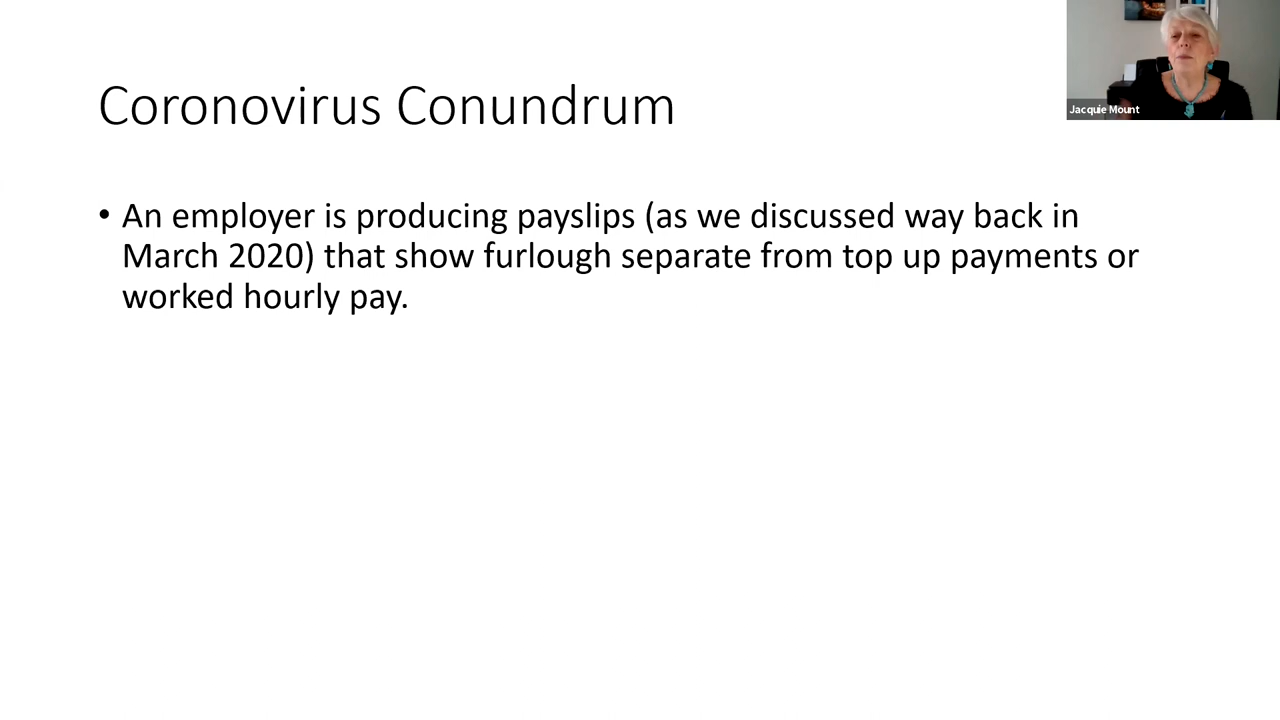 Coronovirus Conundrum
Jacquie Mount
• An employer is producing payslips (as we discussed way back in
March 2020) that show furlough separate from top up payments or
worked hourly pay.